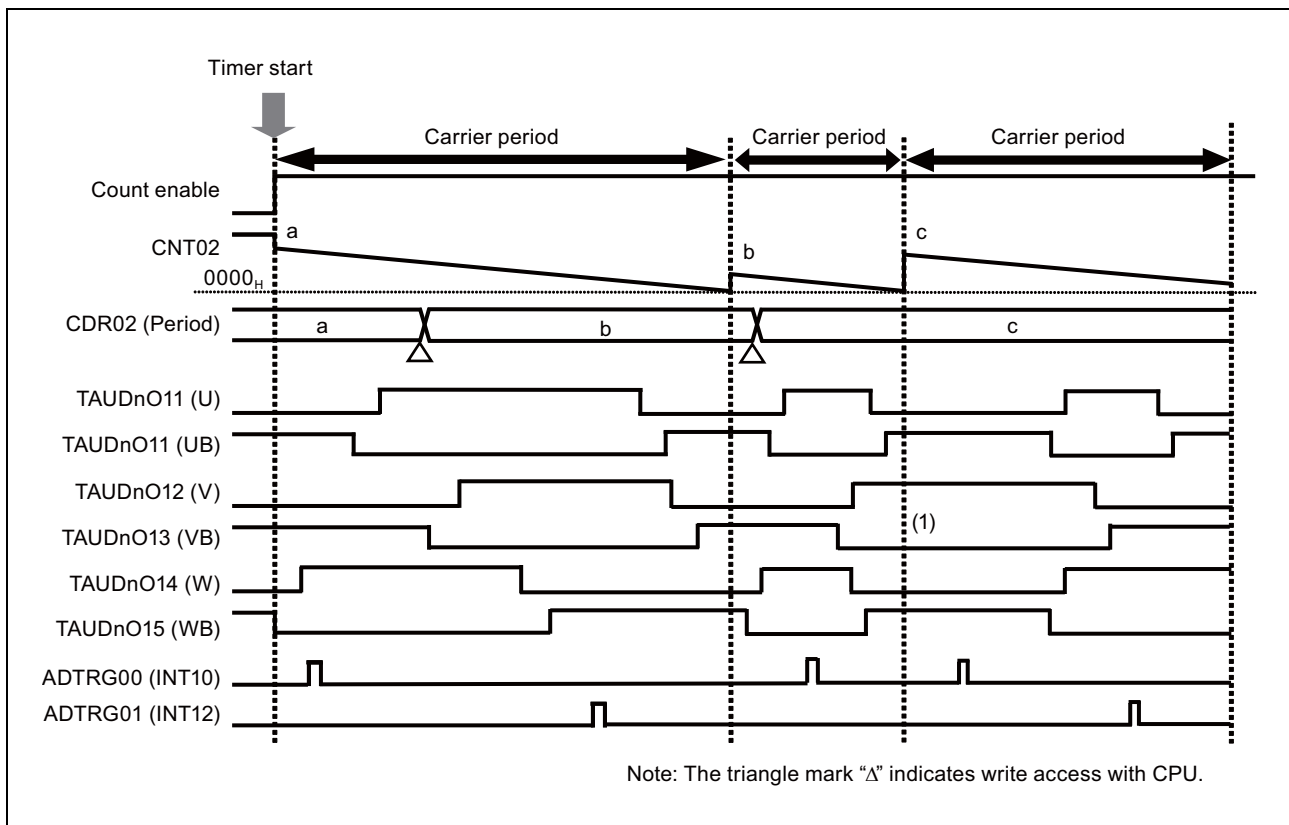 Timer start
Carrier period Carrier period Carrier period
Count enable
a
b
c
CNT02
0000H
CDR02 (Period)
a b c
TAUDnO11 (U)
TAUDnO11 (UB)
TAUDnO12 (V)
(1)
TAUDnO13 (VB)
TAUDnO14 (W)
TAUDnO15 (WB)
ADTRG00 (INT10)
ADTRG01 (INT12)
Note: The triangle mark “Δ” indicates write access with CPU.